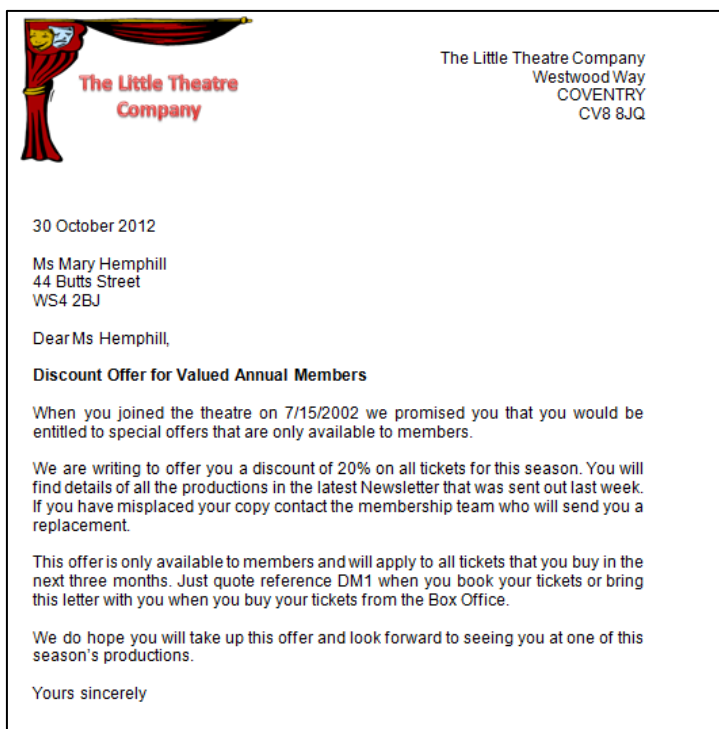 The Little Theatre
Company
The Little Theatre Company
Westwood Way
COVENTRY
CV8 8JQ
30 October 2012
Ms Mary Hemphill
44 Butts Street
WS4 2BJ
Dear Ms Hemphill,
Discount Offer for Valued Annual Members
When you joined the theatre on 7/15/2002 we promised you that you would be
entitled to special offers that are only available to members.
We are writing to offer you a discount of 20% on all tickets for this season. You will
find details of all the productions in the latest Newsletter that was sent out last week.
If you have misplaced your copy contact the membership team who will send you a
replacement.
This offer is only available to members and will apply to all tickets that you buy in the
next three months. Just quote reference DM1 when you book your tickets or bring
this letter with you when you buy your tickets from the Box Office.
We do hope you will take up this offer and look forward to seeing you at one of this
season’s productions.
Yours sincerely